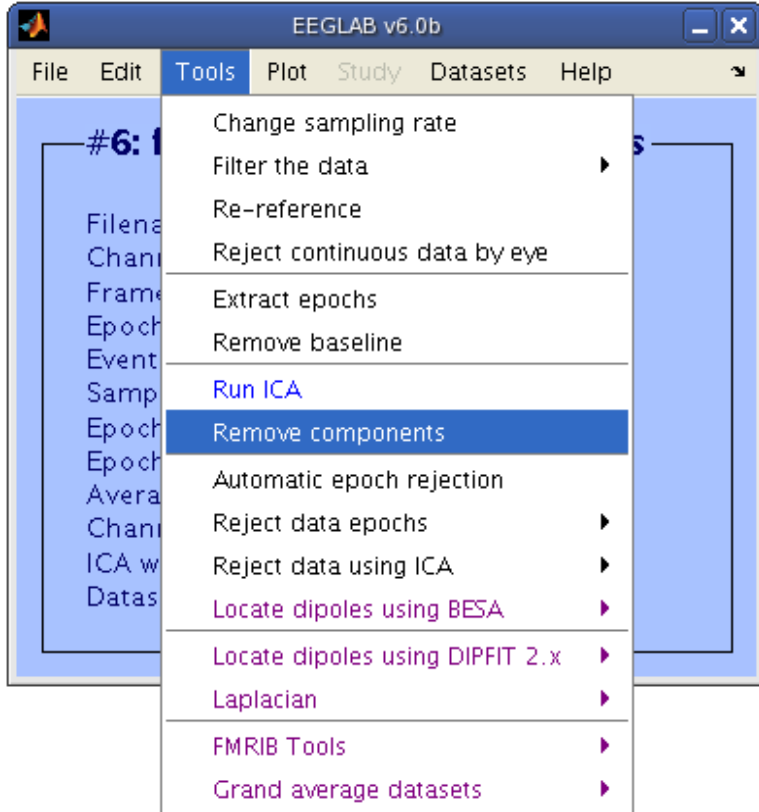 EEGLAB v6.0b
File Edit Tools Plot Study Datasets Help
#6:
Change sampling rate
Filter the data
Re-reference
Reject continuous data by eye
Extract epochs
Remove baseline
Run ICA
Remove components
Automatic epoch rejection
Reject data epochs
Reject data using ICA
Locate dipoles using BESA
Locate dipoles using DIPFIT 2.x
Laplacian
FMRIB Tools
Grand average datasets
Filena
Chann
Frame
Epoch
Event
Samp
Epoch
Epoch
Avera
Chann
ICA w
Datas